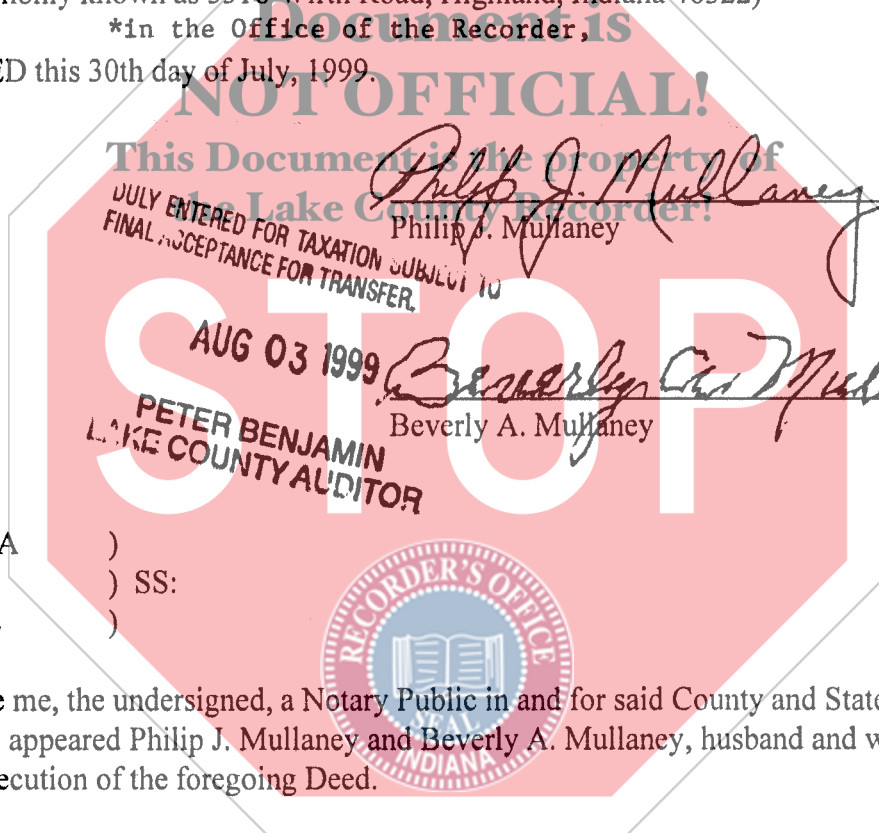 known as
*in the Office of the Recorder,
Document is
ED this 30th day of July, 1999.
NOT OFFICIAL!
This Document is the property of
the Lake County Recorder!
Philip J. Mullaney
Philip J. Mullaney
DULY ENTERED FOR TAXATION SUBJECT TO
FINAL ACCEPTANCE FOR TRANSFER.
STOP
AUG 03 1999
Beverly A. Mullaney
PETER BENJAMIN
LAKE COUNTY AUDITOR
A )
) SS:
)
RECORDER'S OFFICE
SEAL
INDIANA
e me, the undersigned, a Notary Public in and for said County and State
appeared Philip J. Mullaney and Beverly A. Mullaney, husband and w
ecution of the foregoing Deed.